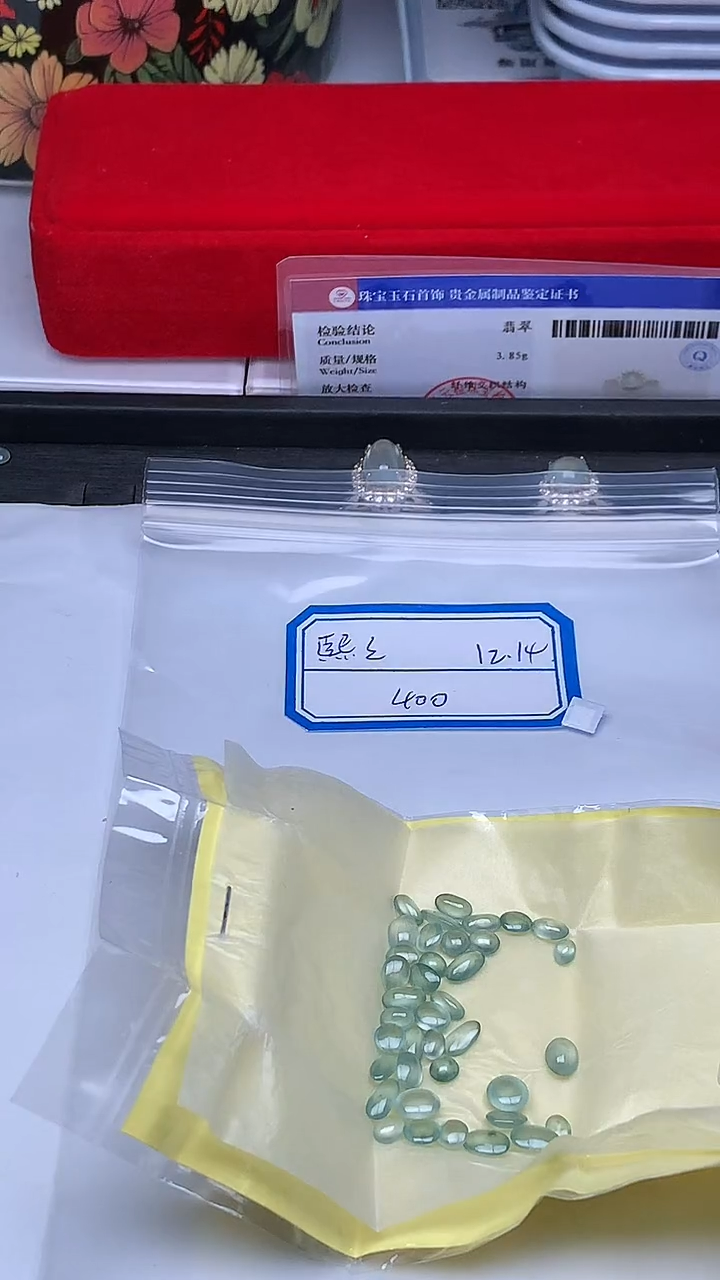 珠宝玉石首饰 贵金属制品鉴定证书
检验结论 翡翠
Conclusion
质量/规格 3.85g
Weight/Size
放大检查
熙 12.14
400